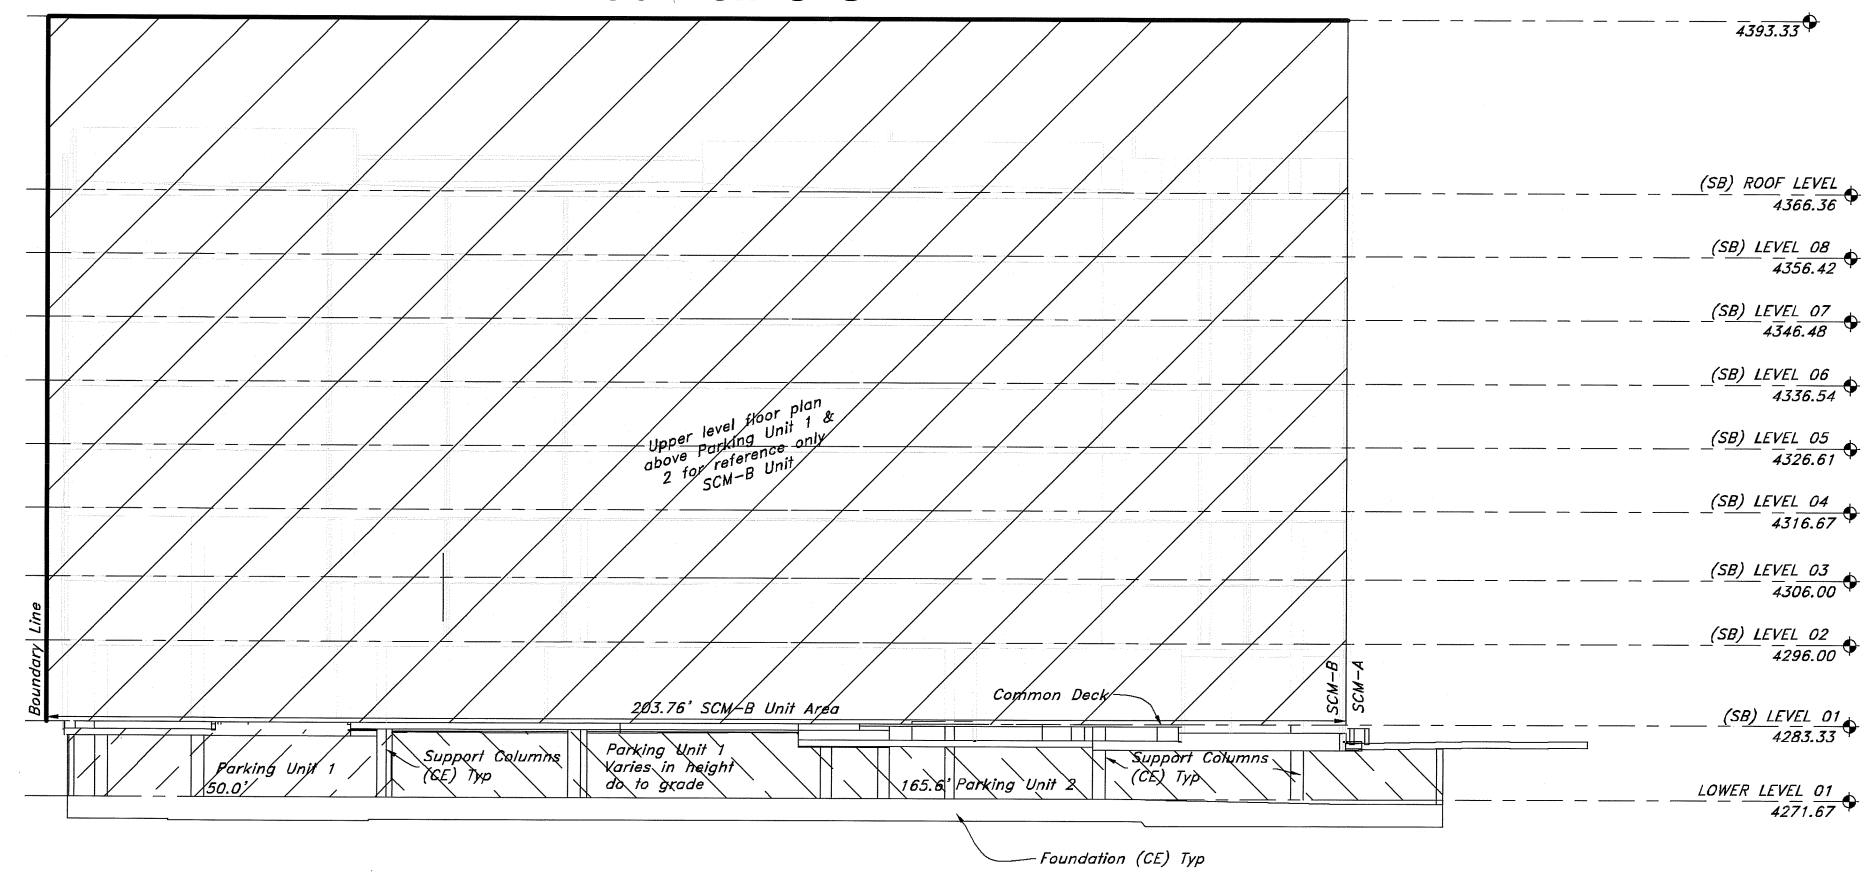 4393.33
(SB) ROOF LEVEL
4366.36
(SB) LEVEL 08
4356.42
(SB) LEVEL 07
4346.48
(SB) LEVEL 06
4336.54
Upper level floor plan
above Parking Unit 1 &
2 for reference only
SCM-B Unit
(SB) LEVEL 05
4326.61
(SB) LEVEL 04
4316.67
(SB) LEVEL 03
4306.00
(SB) LEVEL 02
4296.00
Boundary Line
SCM-B
SCM-A
203.76' SCM-B Unit Area
Common Deck
(SB) LEVEL 01
4283.33
Parking Unit 1
50.0'
Support Columns
(CE) Typ
Parking Unit 1
Varies in height
do to grade
165.6' Parking Unit 2
Support Columns
(CE) Typ
LOWER LEVEL 01
4271.67
Foundation (CE) Typ